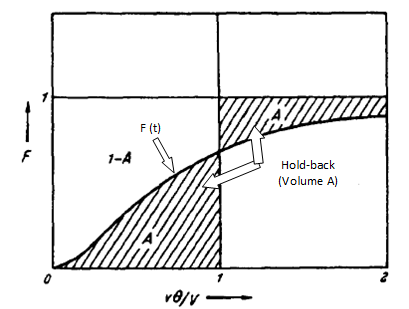 1
A
F (t)
F
1-A
Hold-back
(Volume A)
A
0
1
2
vθ/V